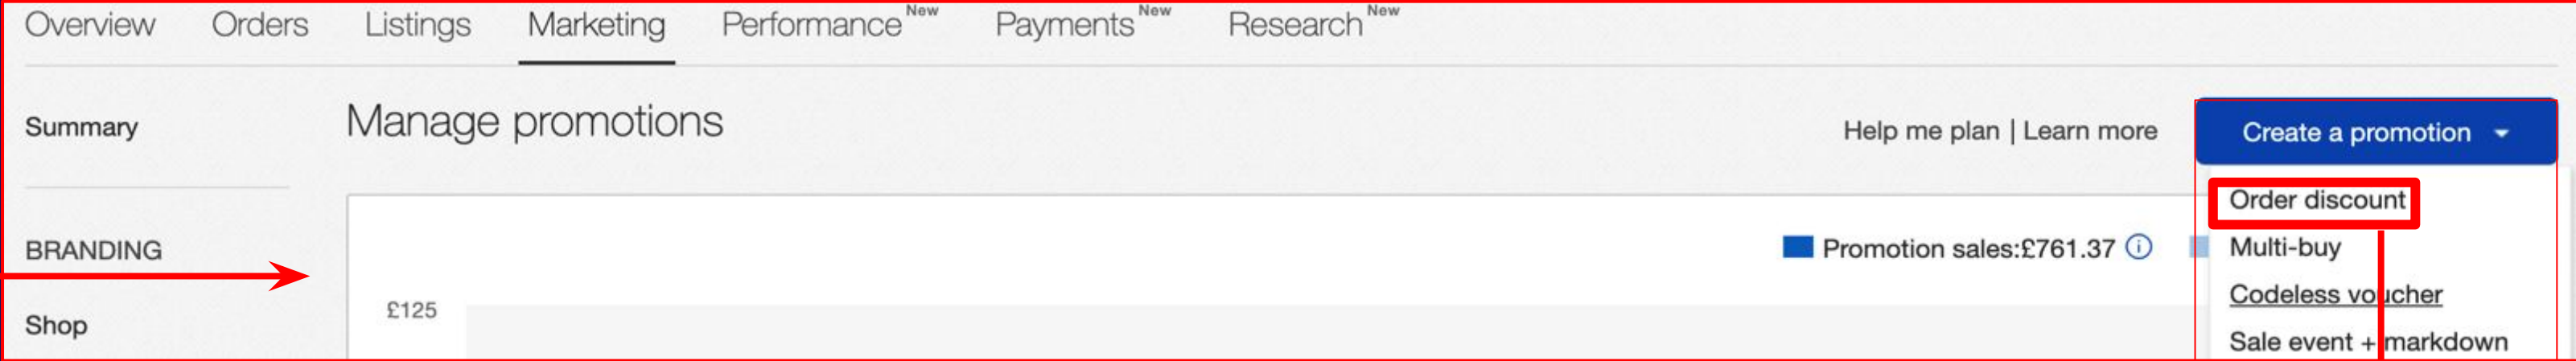 Overview Orders Listings Marketing Performance New Payments New Research New
Summary
Manage promotions
Help me plan | Learn more
Create a promotion
Order discount
BRANDING
Promotion sales:£761.37
Multi-buy
Codeless voucher
£125
Shop
Sale event + markdown